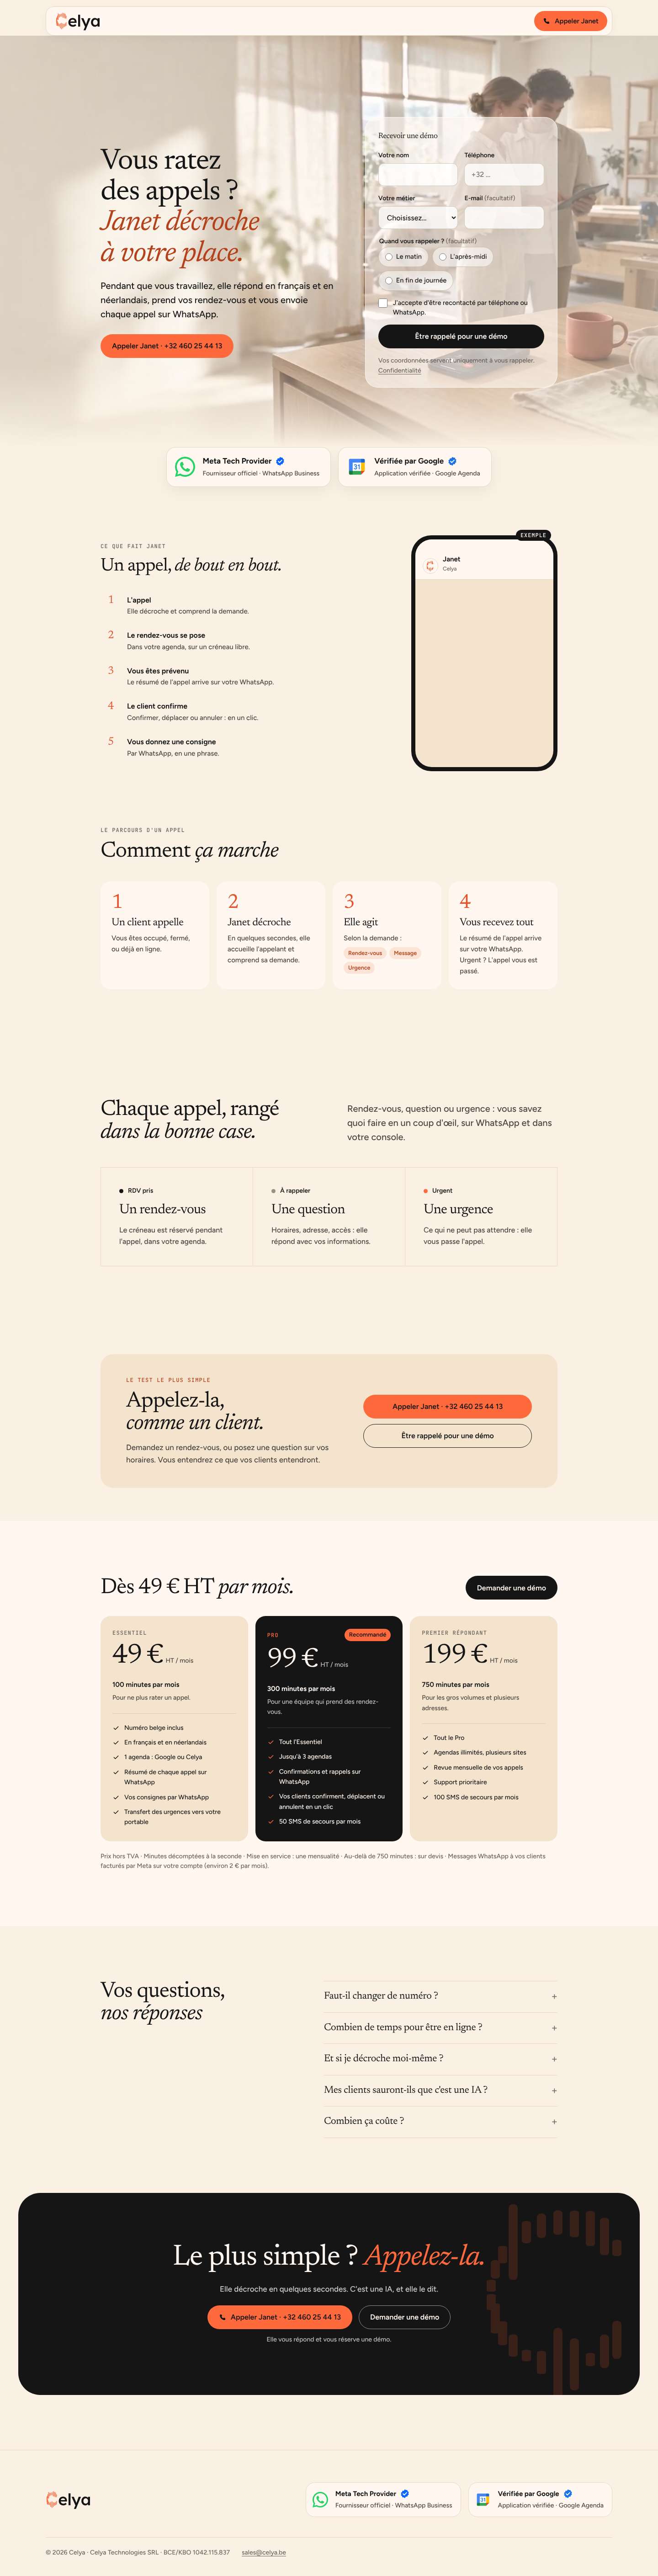 Celya
Appeler Janet
Vous ratez
des appels ?
Janet décroche
à votre place.
Pendant que vous travaillez, elle répond en français et en
néerlandais, prend vos rendez-vous et vous envoie
chaque appel sur WhatsApp.
Appeler Janet · +32 460 25 44 13
Recevoir une démo
Votre nom
Téléphone
+32 ...
Votre métier
E-mail (facultatif)
Choisissez...
Quand vous rappeler ? (facultatif)
Le matin
L'après-midi
En fin de journée
J'accepte d'être recontacté par téléphone ou
WhatsApp.
Être rappelé pour une démo
Vos coordonnées servent uniquement à vous rappeler.
Confidentialité
Meta Tech Provider
Fournisseur officiel · WhatsApp Business
31
Vérifiée par Google
Application vérifiée · Google Agenda
CE QUE FAIT JANET
Un appel, de bout en bout.
1
L'appel
Elle décroche et comprend la demande.
2
Le rendez-vous se pose
Dans votre agenda, sur un créneau libre.
3
Vous êtes prévenu
Le résumé de l'appel arrive sur votre WhatsApp.
4
Le client confirme
Confirmer, déplacer ou annuler : en un clic.
5
Vous donnez une consigne
Par WhatsApp, en une phrase.
EXEMPLE
Janet
Celya
LE PARCOURS D'UN APPEL
Comment ça marche
1
Un client appelle
Vous êtes occupé, fermé,
ou déjà en ligne.
2
Janet décroche
En quelques secondes, elle
accueille l'appelant et
comprend sa demande.
3
Elle agit
Selon la demande :
Rendez-vous
Message
Urgence
4
Vous recevez tout
Le résumé de l'appel arrive
sur votre WhatsApp.
Urgent ? L'appel vous est
passé.
Chaque appel, rangé
dans la bonne case.
Rendez-vous, question ou urgence : vous savez
quoi faire en un coup d'œil, sur WhatsApp et dans
votre console.
RDV pris
Un rendez-vous
Le créneau est réservé pendant
l'appel, dans votre agenda.
À rappeler
Une question
Horaires, adresse, accès : elle
répond avec vos informations.
Urgent
Une urgence
Ce qui ne peut pas attendre : elle
vous passe l'appel.
LE TEST LE PLUS SIMPLE
Appelez-la,
comme un client.
Demandez un rendez-vous, ou posez une question sur vos
horaires. Vous entendrez ce que vos clients entendront.
Appeler Janet · +32 460 25 44 13
Être rappelé pour une démo
Dès 49 € HT par mois.
Demander une démo
ESSENTIEL
49 € HT / mois
100 minutes par mois
Pour ne plus rater un appel.
Numéro belge inclus
En français et en néerlandais
1 agenda : Google ou Celya
Résumé de chaque appel sur
WhatsApp
Vos consignes par WhatsApp
Transfert des urgences vers votre
portable
PRO
Recommandé
99 € HT / mois
300 minutes par mois
Pour une équipe qui prend des rendez-
vous.
Tout l'Essentiel
Jusqu'à 3 agendas
Confirmations et rappels sur
WhatsApp
Vos clients confirment, déplacent ou
annulent en un clic
50 SMS de secours par mois
PREMIER RÉPONDANT
199 € HT / mois
750 minutes par mois
Pour les gros volumes et plusieurs
adresses.
Tout le Pro
Agendas illimités, plusieurs sites
Revue mensuelle de vos appels
Support prioritaire
100 SMS de secours par mois
Prix hors TVA · Minutes décomptées à la seconde · Mise en service : une mensualité · Au-delà de 750 minutes : sur devis · Messages WhatsApp à vos clients
facturés par Meta sur votre compte (environ 2 € par mois).
Vos questions,
nos réponses
Faut-il changer de numéro ?
+
Combien de temps pour être en ligne ?
+
Et si je décroche moi-même ?
+
Mes clients sauront-ils que c'est une IA ?
+
Combien ça coûte ?
+
Le plus simple ? Appelez-la.
Elle décroche en quelques secondes. C'est une IA, et elle le dit.
Appeler Janet · +32 460 25 44 13
Demander une démo
Elle vous répond et vous réserve une démo.
Celya
Meta Tech Provider
Fournisseur officiel · WhatsApp Business
31
Vérifiée par Google
Application vérifiée · Google Agenda
© 2026 Celya · Celya Technologies SRL · BCE/KBO 1042.115.837
sales@celya.be